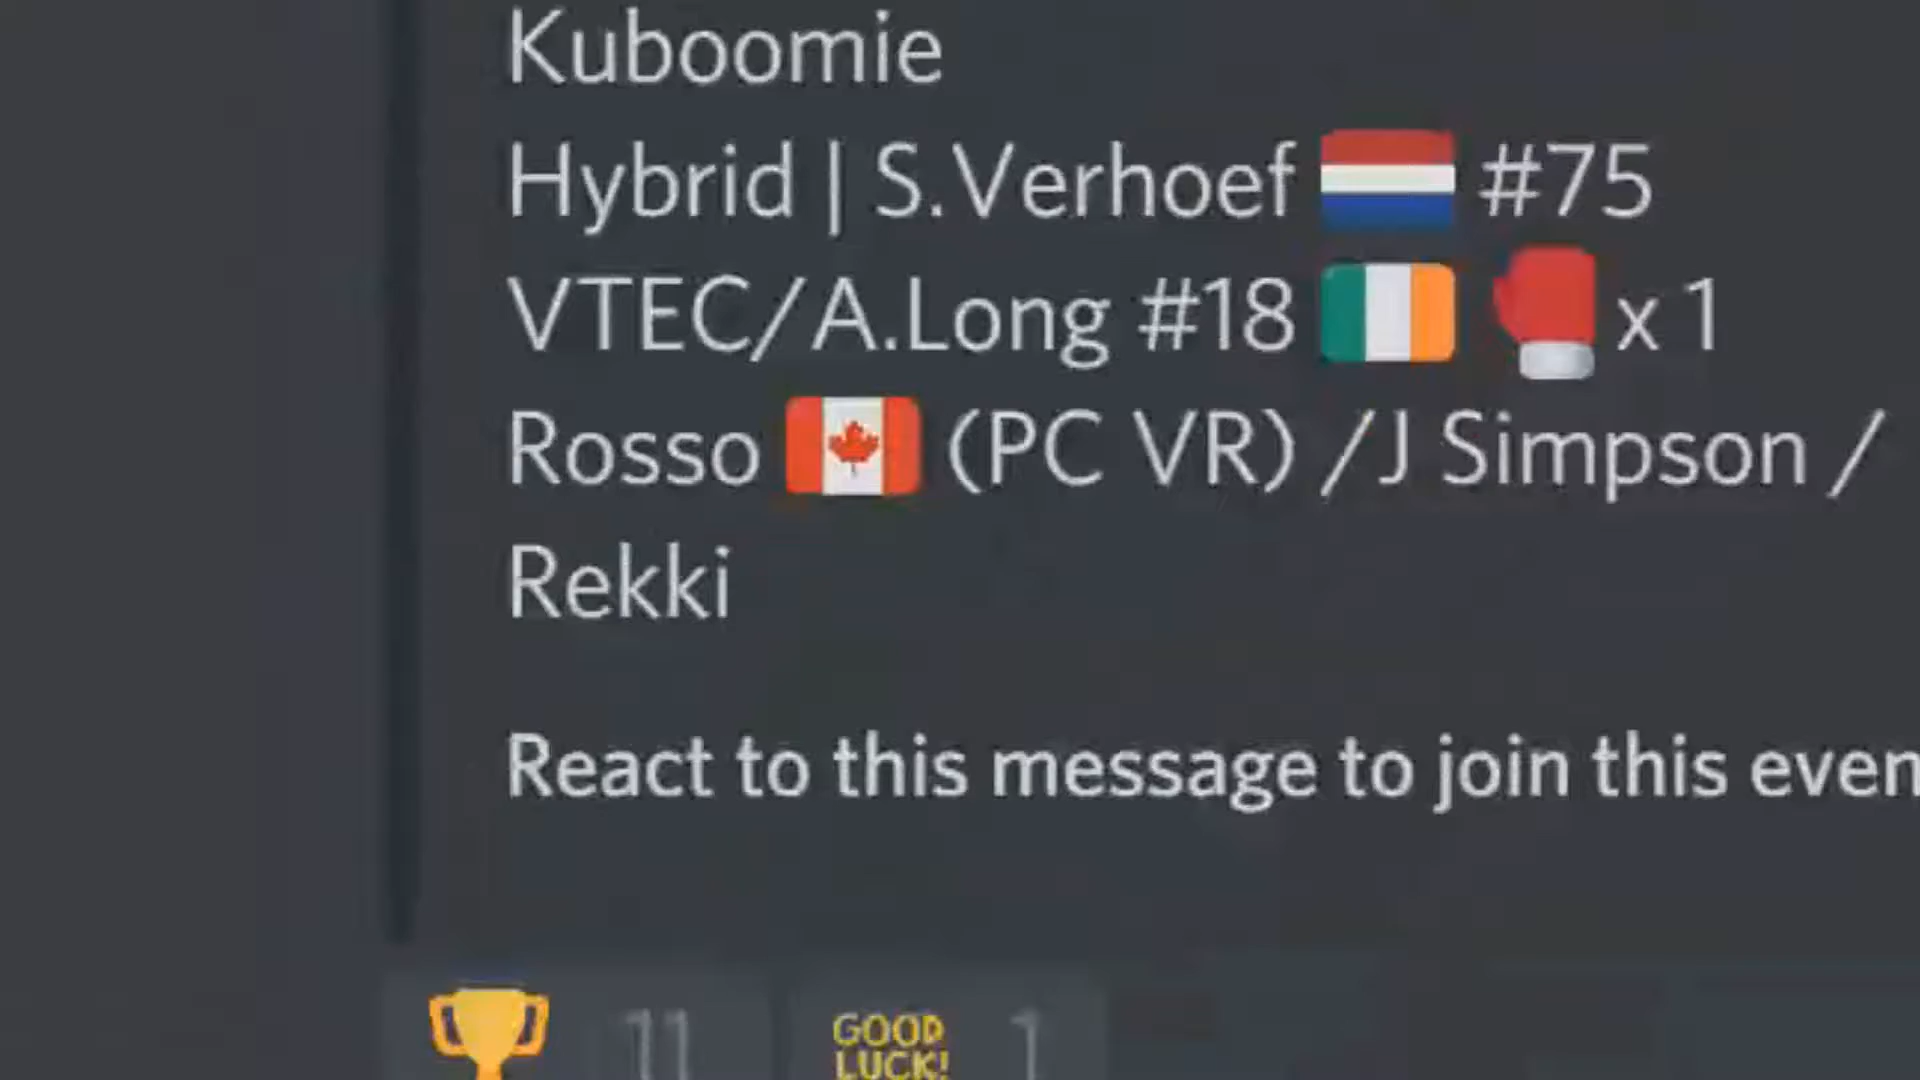 Kuboomie
Hybrid | S.Verhoef 🇳🇱 #75
VTEC/A.Long #18 🇮🇪 🥊x 1
Rosso 🇨🇦 (PC VR) /J Simpson /
Rekki
React to this message to join this even
🏆 11 GOOD LUCK! 1